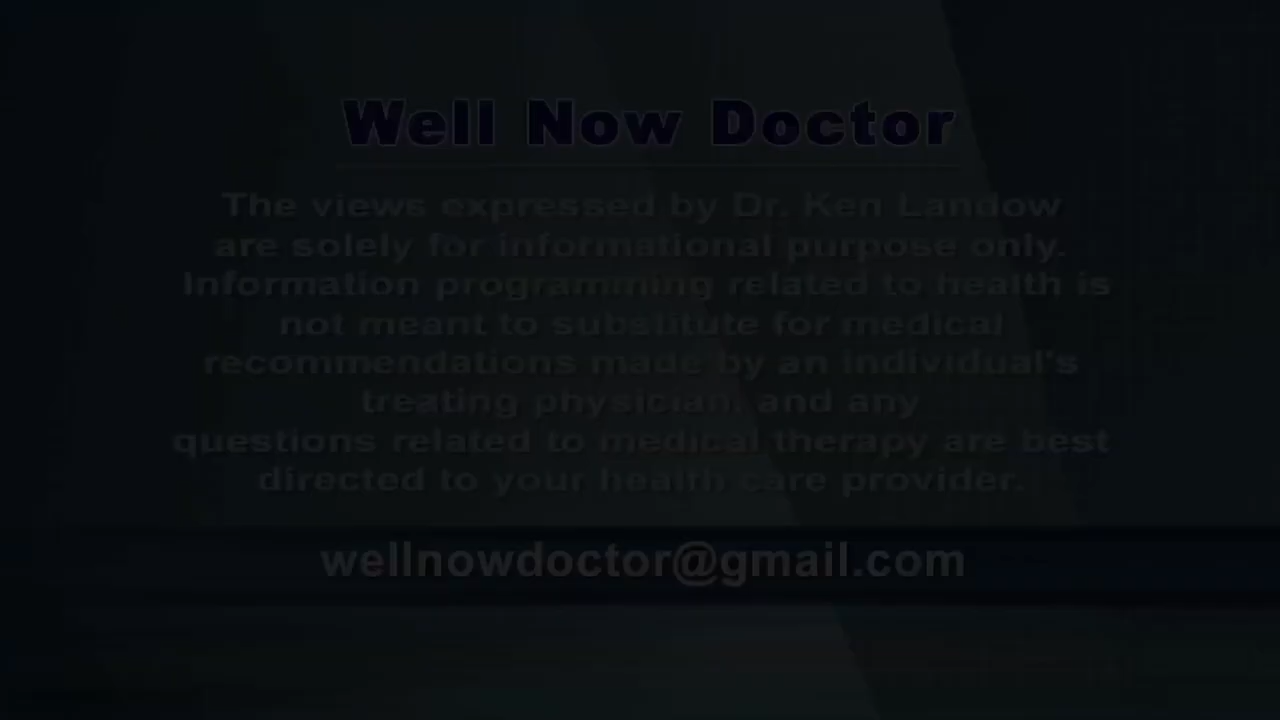 Well Now Doctor
The views expressed by Dr. Ken Landow
are solely for informational purpose only.
Information programming related to health is
not meant to substitute for medical
recommendations made by an individual's
treating physician, and any
questions related to medical therapy are best
directed to your health care provider.
wellnowdoctor@gmail.com